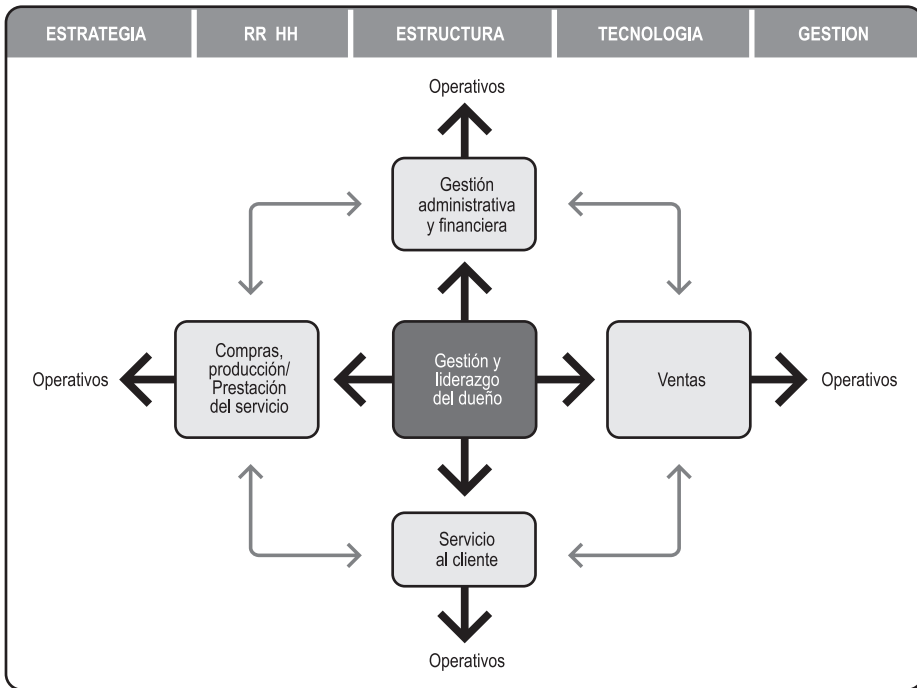 ESTRATEGIA
RR HH
ESTRUCTURA
TECNOLOGIA
GESTION
Operativos
Gestión
administrativa
y financiera
Operativos
Compras,
producción/
Prestación
del servicio
Gestión y
liderazgo
del dueño
Ventas
Operativos
Servicio
al cliente
Operativos